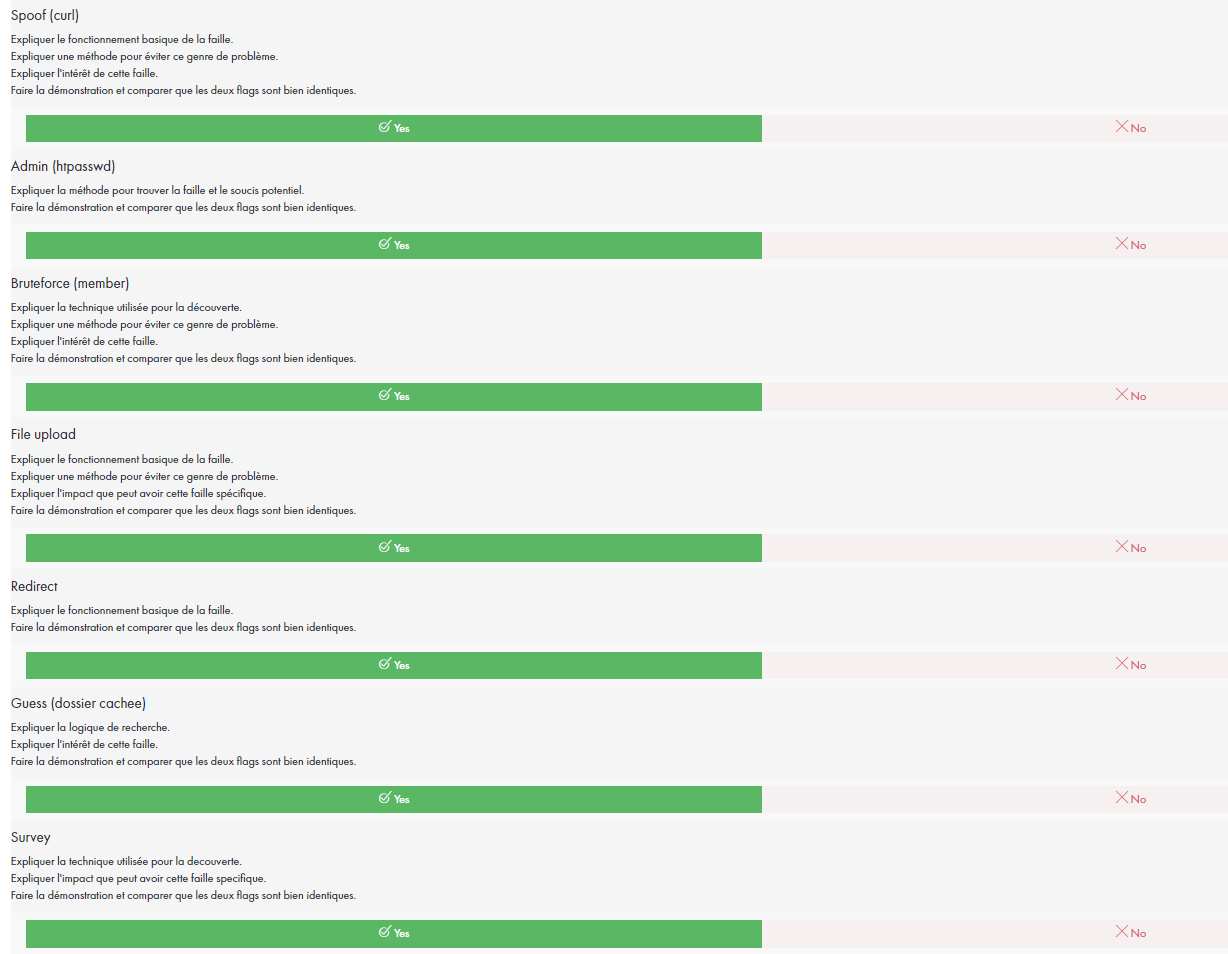 Spoof (curl)
Expliquer le fonctionnement basique de la faille.
Expliquer une méthode pour éviter ce genre de problème.
Expliquer l'intérêt de cette faille.
Faire la démonstration et comparer que les deux flags sont bien identiques.
Yes No
Admin (htpasswd)
Expliquer la méthode pour trouver la faille et le soucis potentiel.
Faire la démonstration et comparer que les deux flags sont bien identiques.
Yes No
Bruteforce (member)
Expliquer la technique utilisée pour la découverte.
Expliquer une méthode pour éviter ce genre de problème.
Expliquer l'intérêt de cette faille.
Faire la démonstration et comparer que les deux flags sont bien identiques.
Yes No
File upload
Expliquer le fonctionnement basique de la faille.
Expliquer une méthode pour éviter ce genre de problème.
Expliquer l'impact que peut avoir cette faille spécifique.
Faire la démonstration et comparer que les deux flags sont bien identiques.
Yes No
Redirect
Expliquer le fonctionnement basique de la faille.
Faire la démonstration et comparer que les deux flags sont bien identiques.
Yes No
Guess (dossier cachee)
Expliquer la logique de recherche.
Expliquer l'intérêt de cette faille.
Faire la démonstration et comparer que les deux flags sont bien identiques.
Yes No
Survey
Expliquer la technique utilisée pour la decouverte.
Expliquer l'impact que peut avoir cette faille specifique.
Faire la démonstration et comparer que les deux flags sont bien identiques.
Yes No